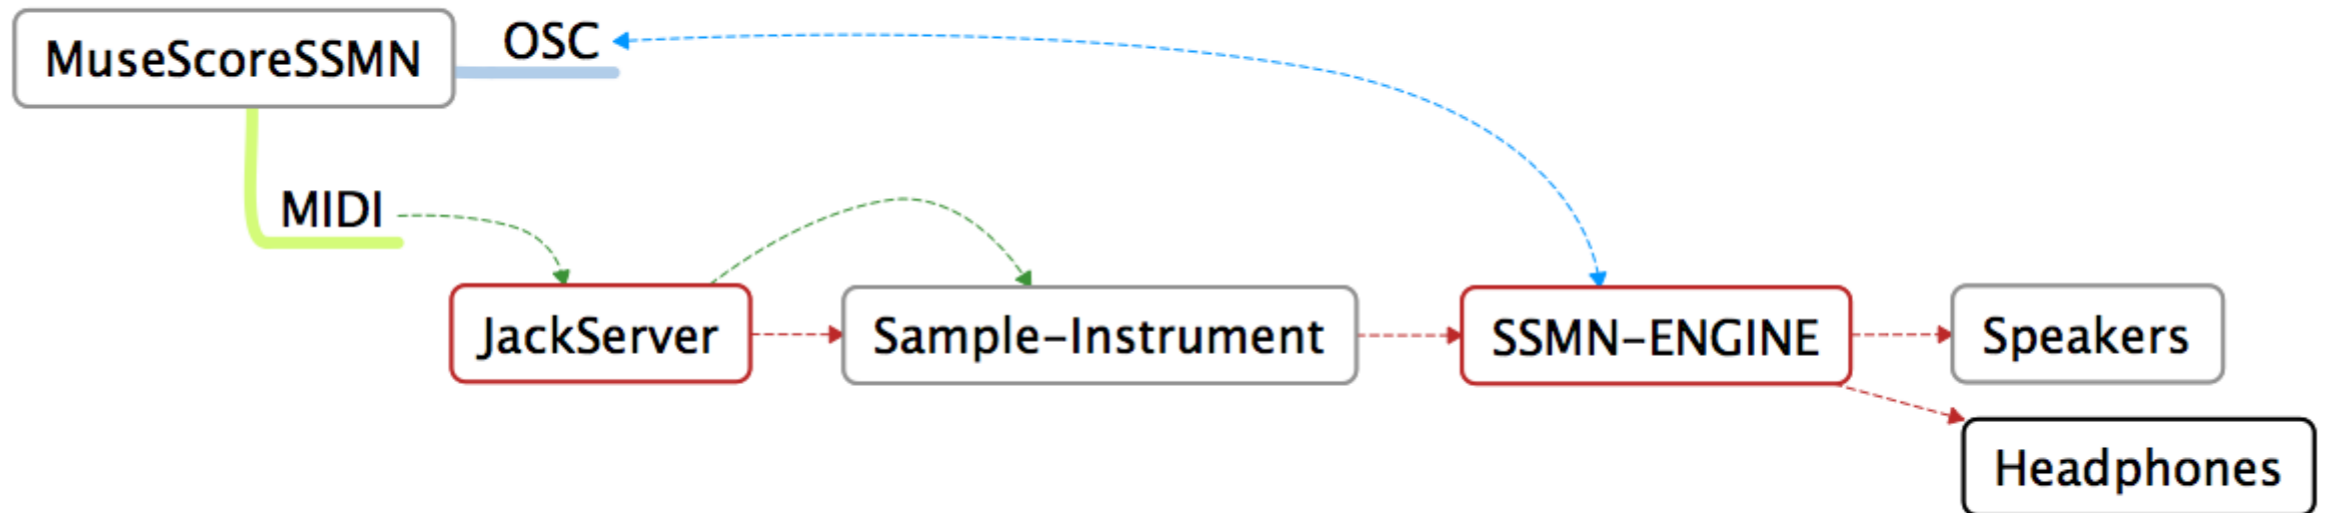 MuseScoreSSMN
OSC
MIDI
JackServer
Sample-Instrument
SSMN-ENGINE
Speakers
Headphones